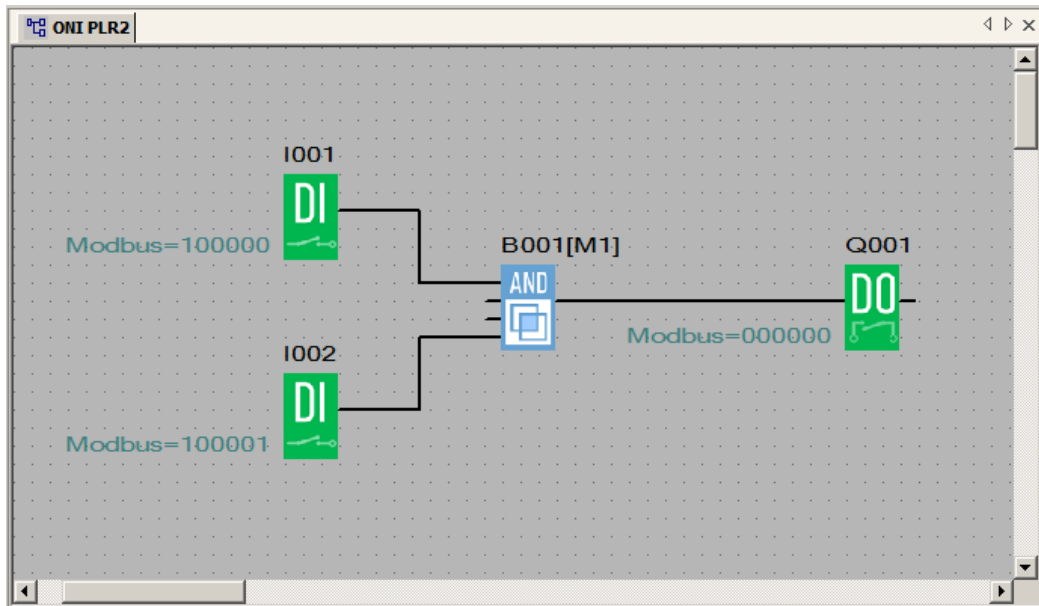 ONI PLR2
I001
DI
Modbus=100000
B001[M1]
AND
Q001
DO
Modbus=000000
I002
DI
Modbus=100001